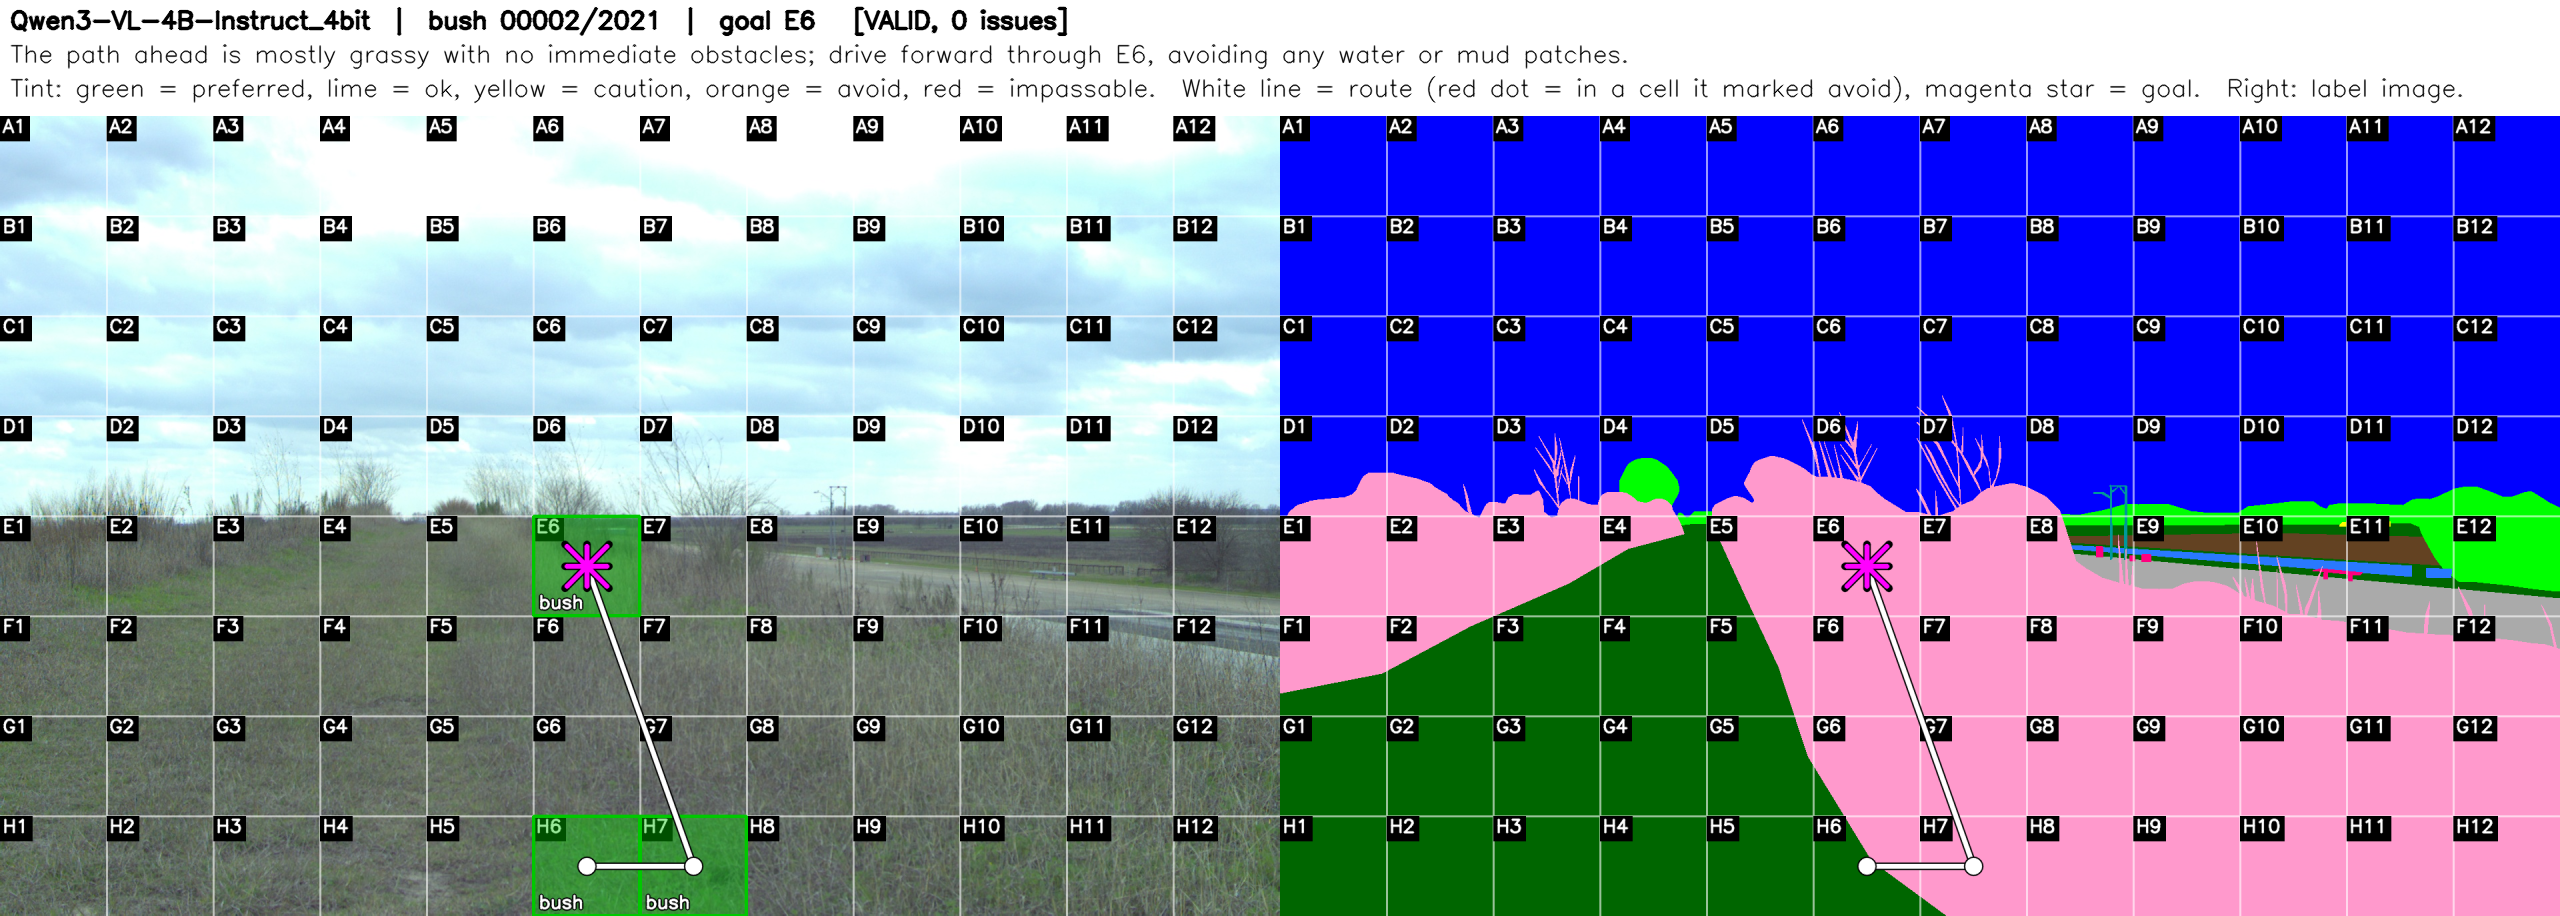 Qwen3-VL-4B-Instruct_4bit | bush 00002/2021 | goal E6 [VALID, 0 issues]
The path ahead is mostly grassy with no immediate obstacles; drive forward through E6, avoiding any water or mud patches.
Tint: green = preferred, lime = ok, yellow = caution, orange = avoid, red = impassable. White line = route (red dot = in a cell it marked avoid), magenta star = goal. Right: label image.
A1 A2 A3 A4 A5 A6 A7 A8 A9 A10 A11 A12 A1 A2 A3 A4 A5 A6 A7 A8 A9 A10 A11 A12
B1 B2 B3 B4 B5 B6 B7 B8 B9 B10 B11 B12 B1 B2 B3 B4 B5 B6 B7 B8 B9 B10 B11 B12
C1 C2 C3 C4 C5 C6 C7 C8 C9 C10 C11 C12 C1 C2 C3 C4 C5 C6 C7 C8 C9 C10 C11 C12
D1 D2 D3 D4 D5 D6 D7 D8 D9 D10 D11 D12 D1 D2 D3 D4 D5 D6 D7 D8 D9 D10 D11 D12
E1 E2 E3 E4 E5 E6 E7 E8 E9 E10 E11 E12 E1 E2 E3 E4 E5 E6 E7 E8 E9 E10 E11 E12
bush
F1 F2 F3 F4 F5 F6 F7 F8 F9 F10 F11 F12 F1 F2 F3 F4 F5 F6 F7 F8 F9 F10 F11 F12
G1 G2 G3 G4 G5 G6 G7 G8 G9 G10 G11 G12 G1 G2 G3 G4 G5 G6 G7 G8 G9 G10 G11 G12
H1 H2 H3 H4 H5 H6 H7 H8 H9 H10 H11 H12 H1 H2 H3 H4 H5 H6 H7 H8 H9 H10 H11 H12
bush bush